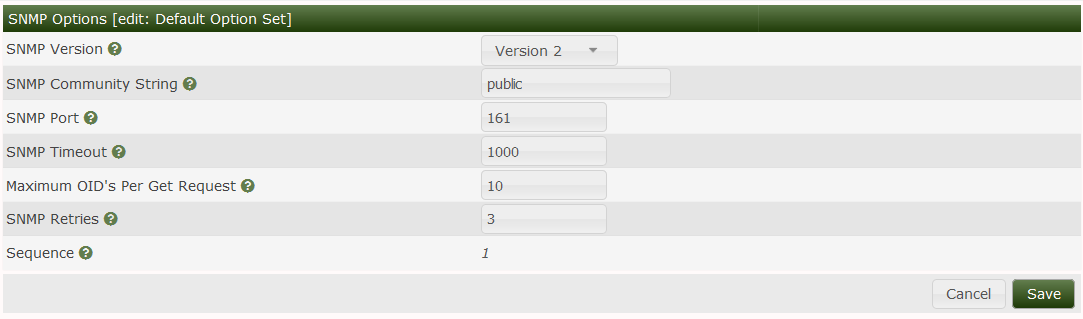 SNMP Options [edit: Default Option Set]
SNMP Version ? Version 2
SNMP Community String ? public
SNMP Port ? 161
SNMP Timeout ? 1000
Maximum OID's Per Get Request ? 10
SNMP Retries ? 3
Sequence ? 1
Cancel Save